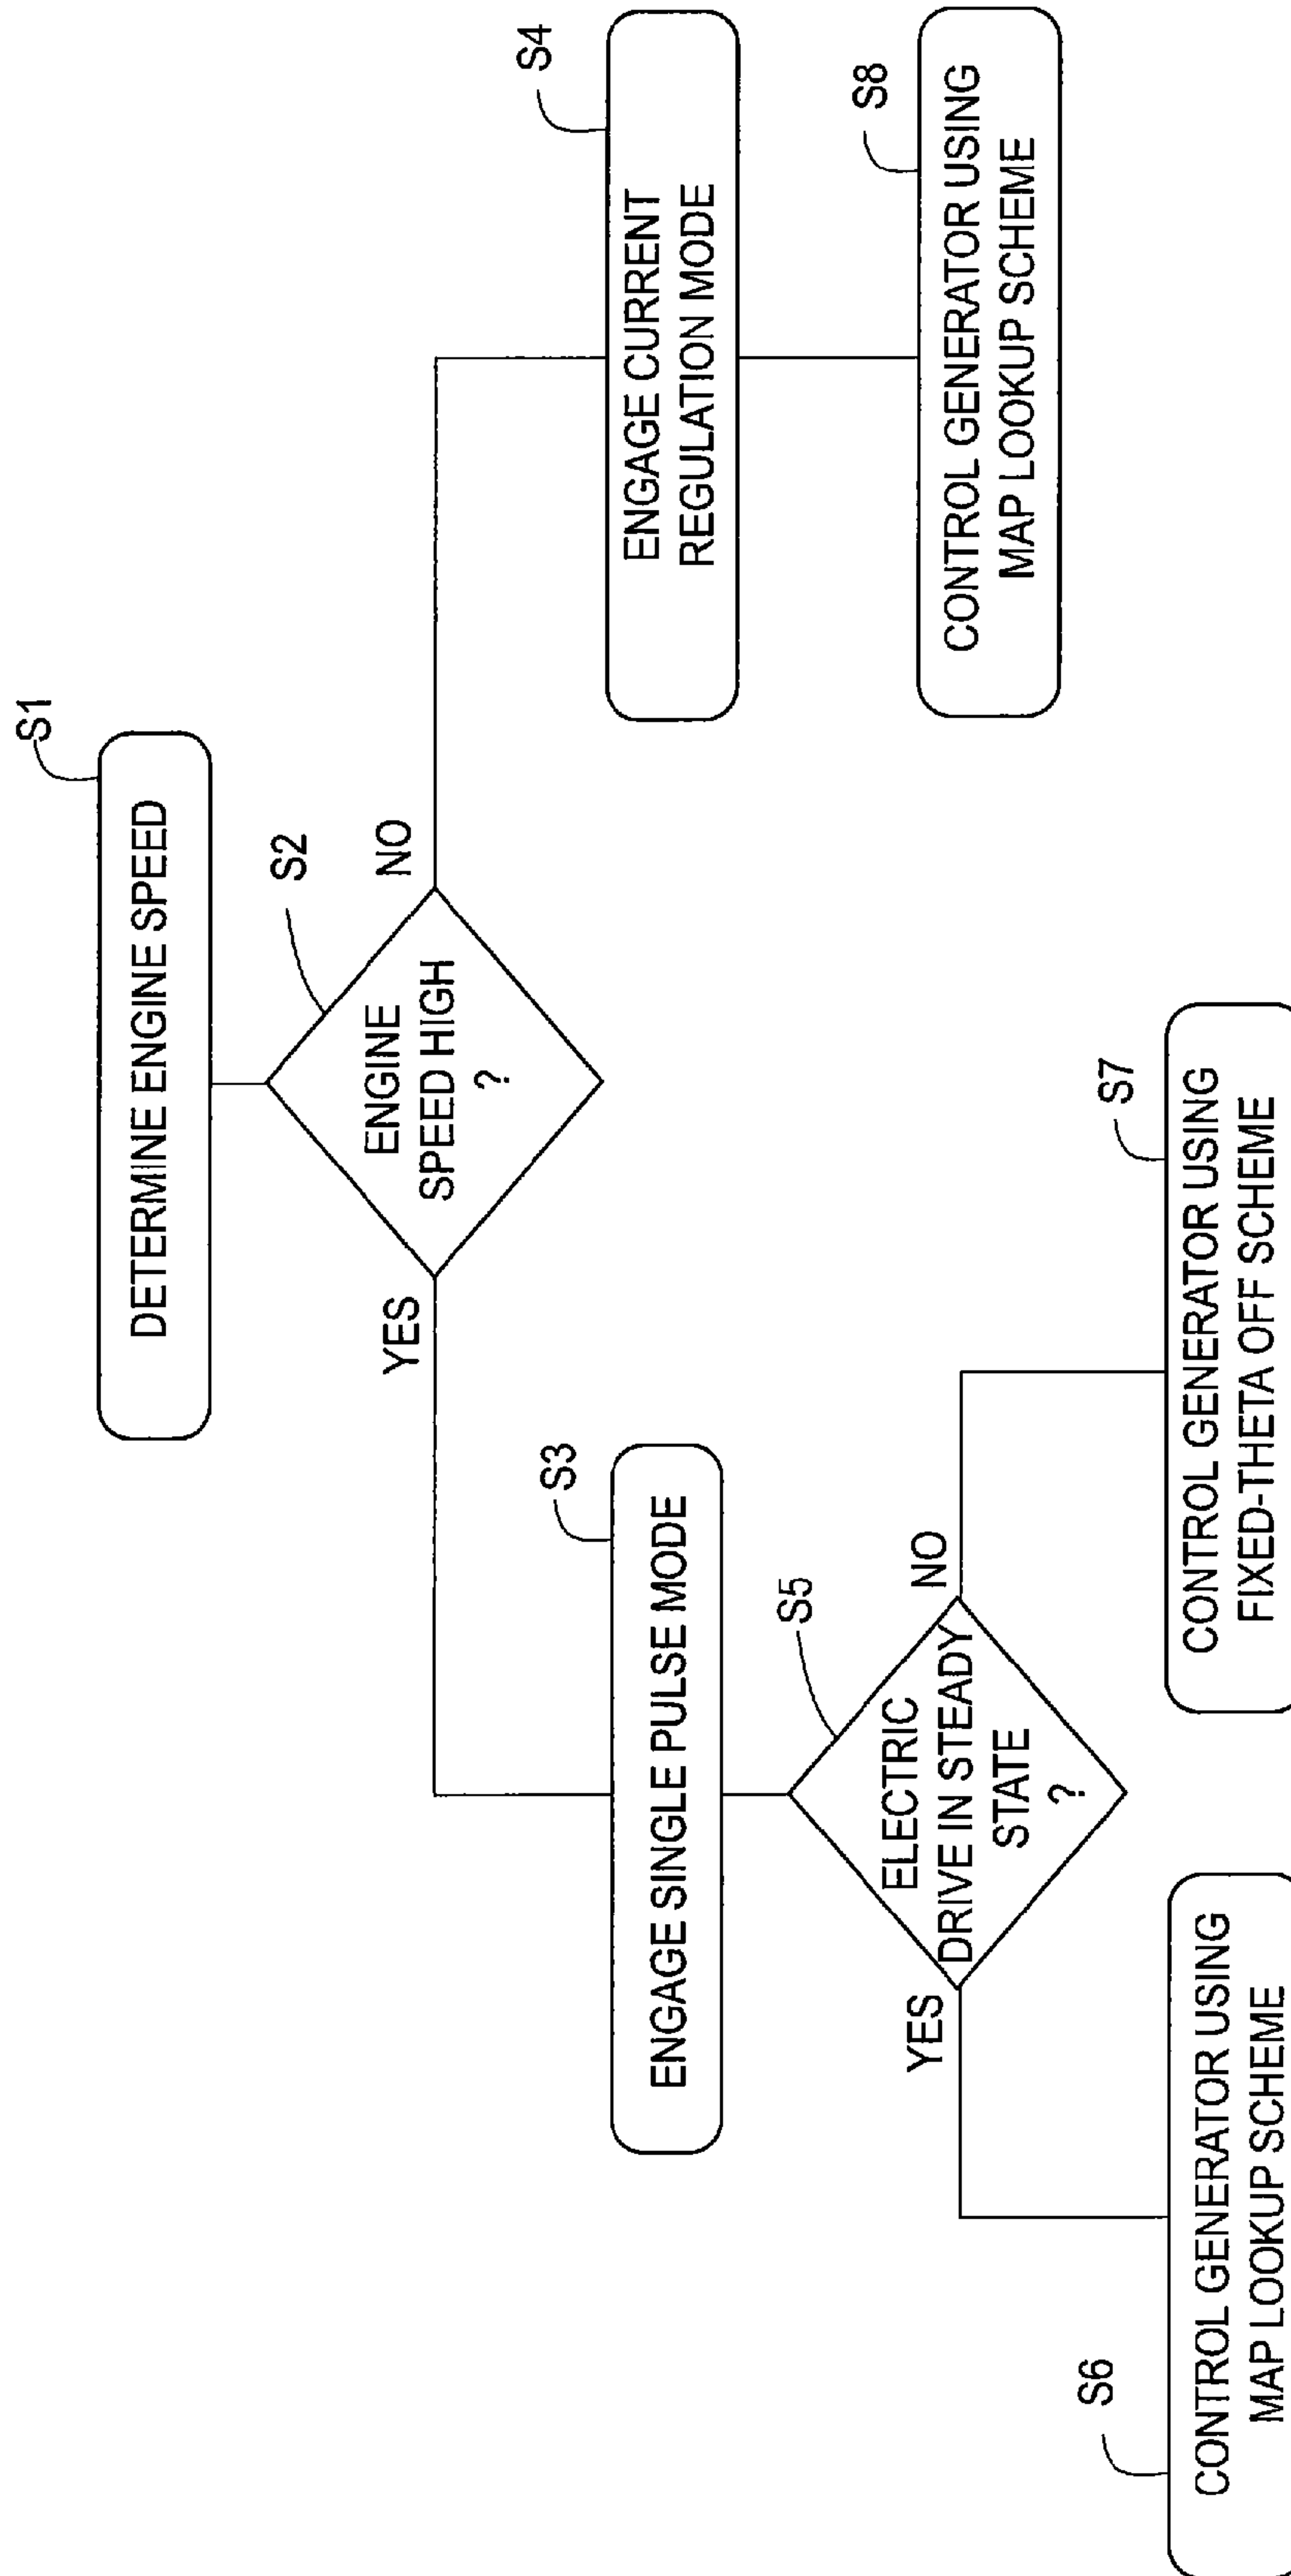 S1
DETERMINE ENGINE SPEED
S2
ENGINE
SPEED HIGH
?
YES
NO
S3
ENGAGE SINGLE PULSE MODE
S4
ENGAGE CURRENT
REGULATION MODE
S5
ELECTRIC
DRIVE IN STEADY
STATE
?
YES
NO
S8
CONTROL GENERATOR USING
MAP LOOKUP SCHEME
S6
CONTROL GENERATOR USING
MAP LOOKUP SCHEME
S7
CONTROL GENERATOR USING
FIXED-THETA OFF SCHEME